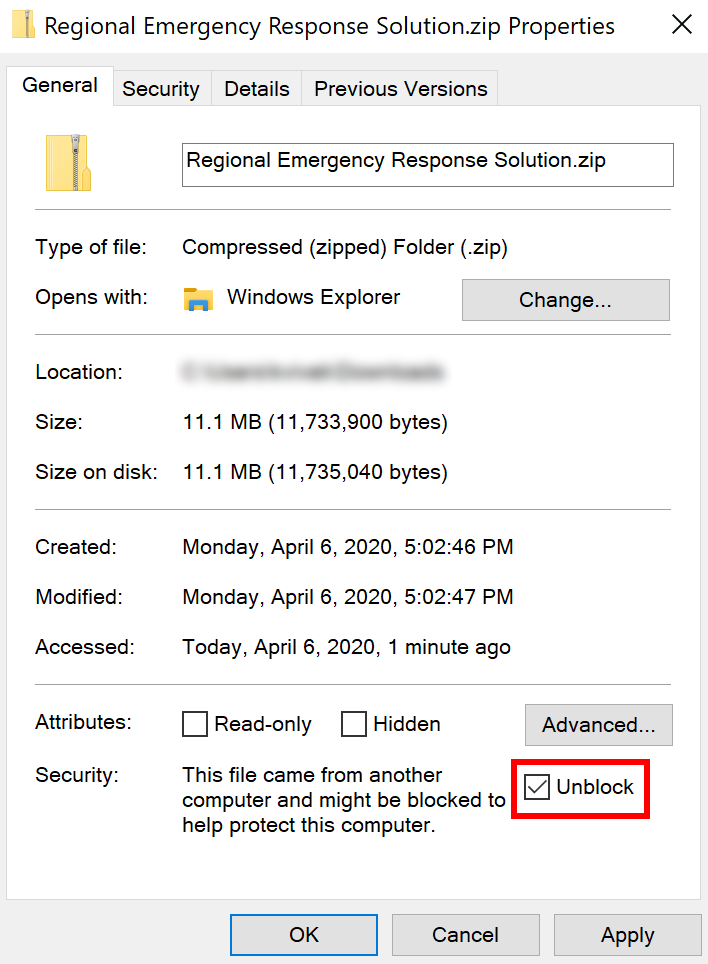 Regional Emergency Response Solution.zip Properties
General Security Details Previous Versions
Regional Emergency Response Solution.zip
Type of file: Compressed (zipped) Folder (.zip)
Opens with: Windows Explorer Change...
Location:
Size: 11.1 MB (11,733,900 bytes)
Size on disk: 11.1 MB (11,735,040 bytes)
Created: Monday, April 6, 2020, 5:02:46 PM
Modified: Monday, April 6, 2020, 5:02:47 PM
Accessed: Today, April 6, 2020, 1 minute ago
Attributes: Read-only Hidden Advanced...
Security: This file came from another
computer and might be blocked to
help protect this computer.
Unblock
OK Cancel Apply